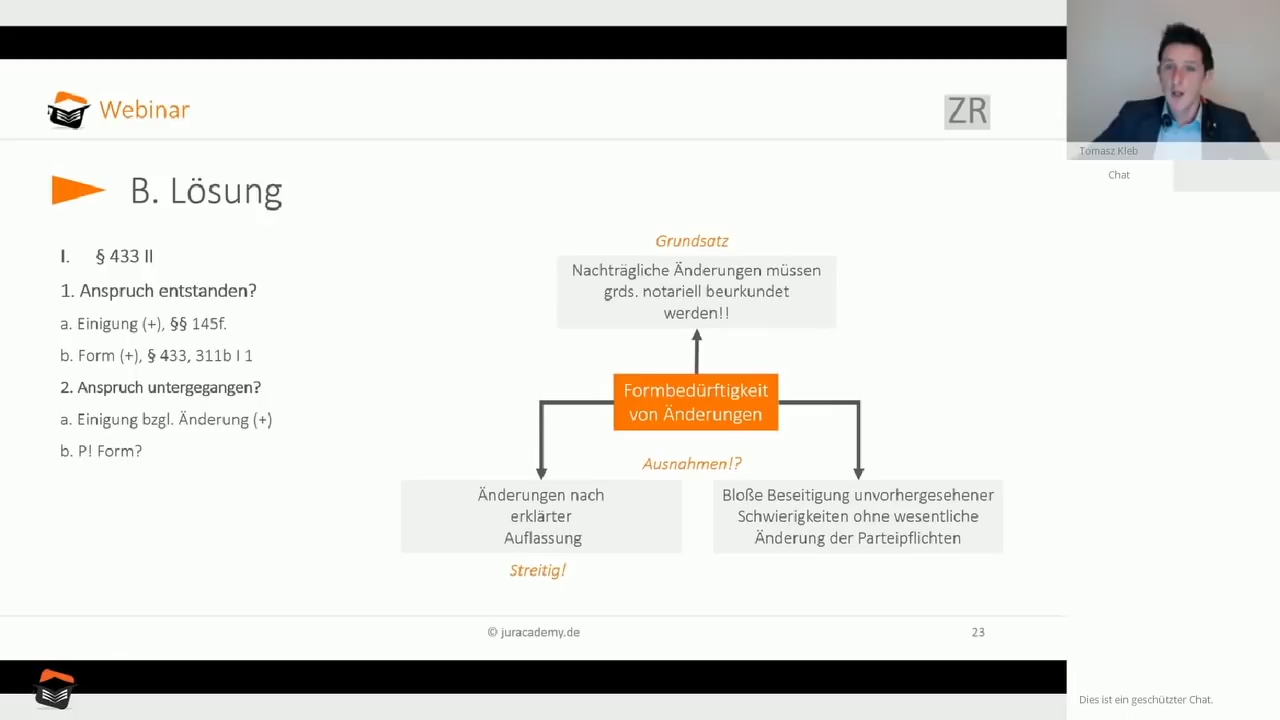 Webinar
ZR
Tomasz Kleb
Chat
B. Lösung
I. § 433 II
1. Anspruch entstanden?
a. Einigung (+), §§ 145f.
b. Form (+), § 433, 311b I 1
2. Anspruch untergegangen?
a. Einigung bzgl. Änderung (+)
b. P! Form?
Grundsatz
Nachträgliche Änderungen müssen
grds. notariell beurkundet
werden!!
Formbedürftigkeit
von Änderungen
Ausnahmen!?
Änderungen nach
erklärter
Auflassung
Streitig!
Bloße Beseitigung unvorhergesehener
Schwierigkeiten ohne wesentliche
Änderung der Parteipflichten
© juracademy.de
23
Dies ist ein geschützter Chat.